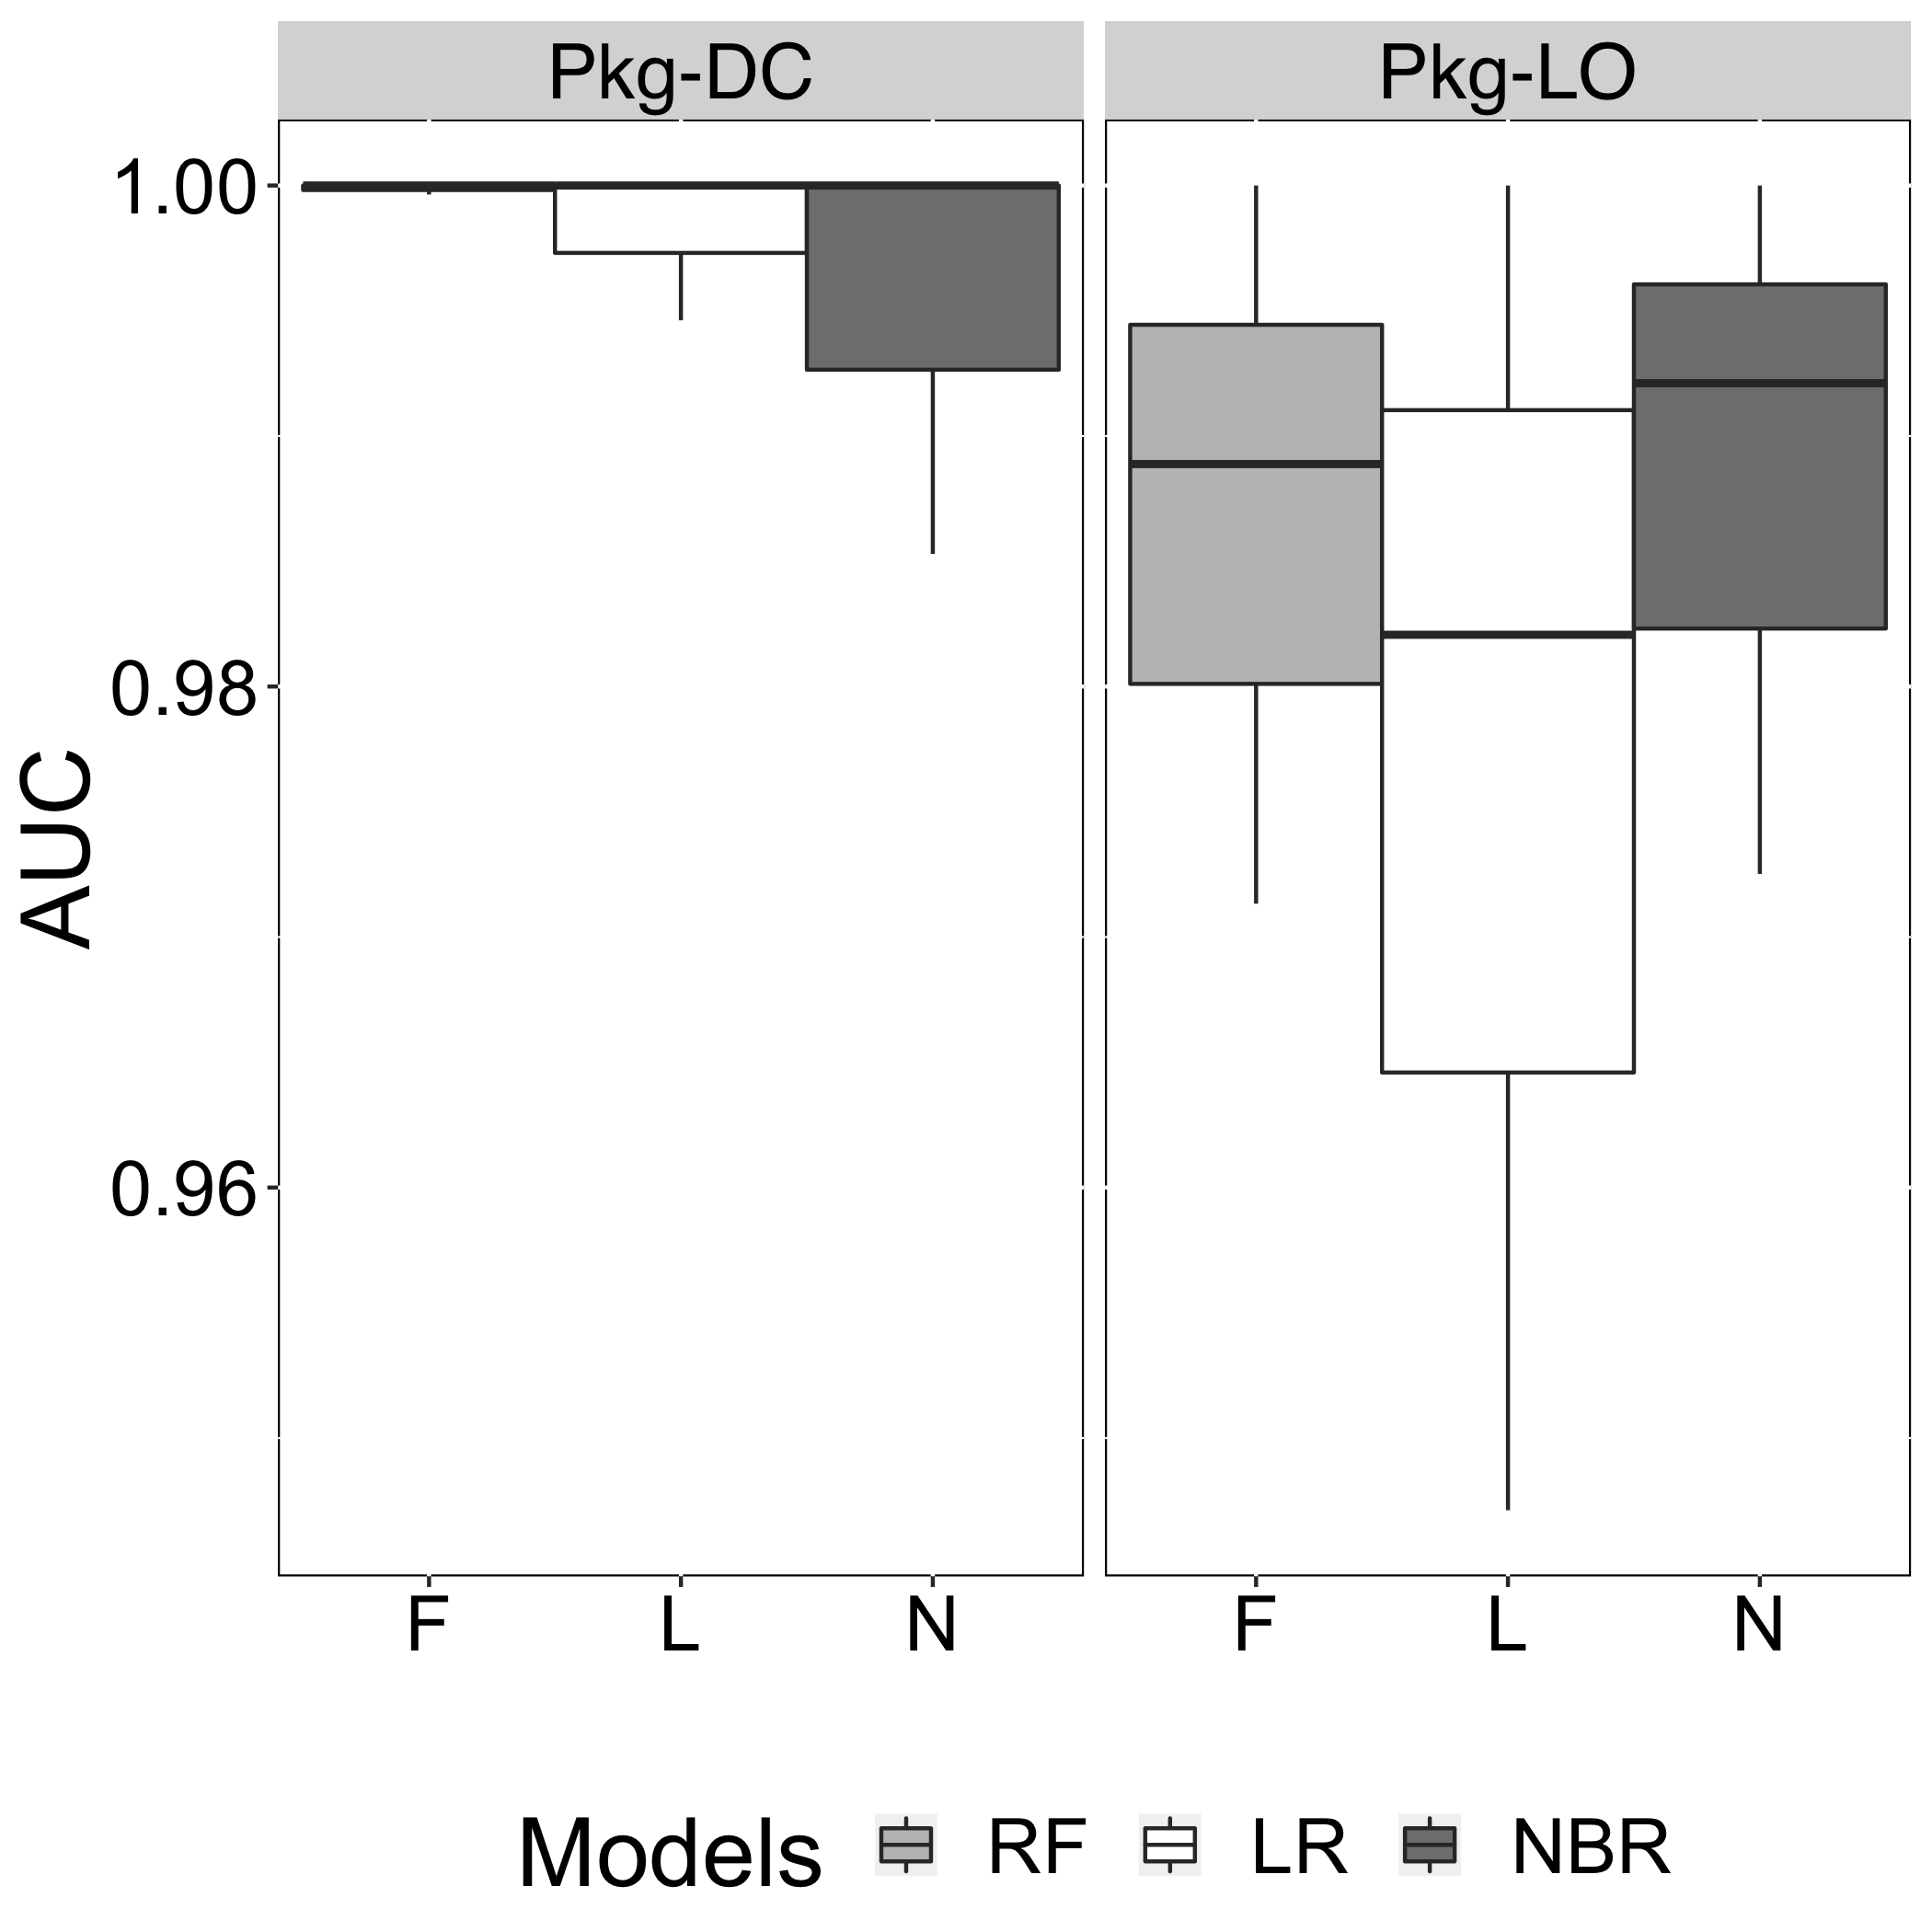 Pkg-DC Pkg-LO
1.00
0.98
0.96
AUC
F L N F L N
Models RF LR NBR